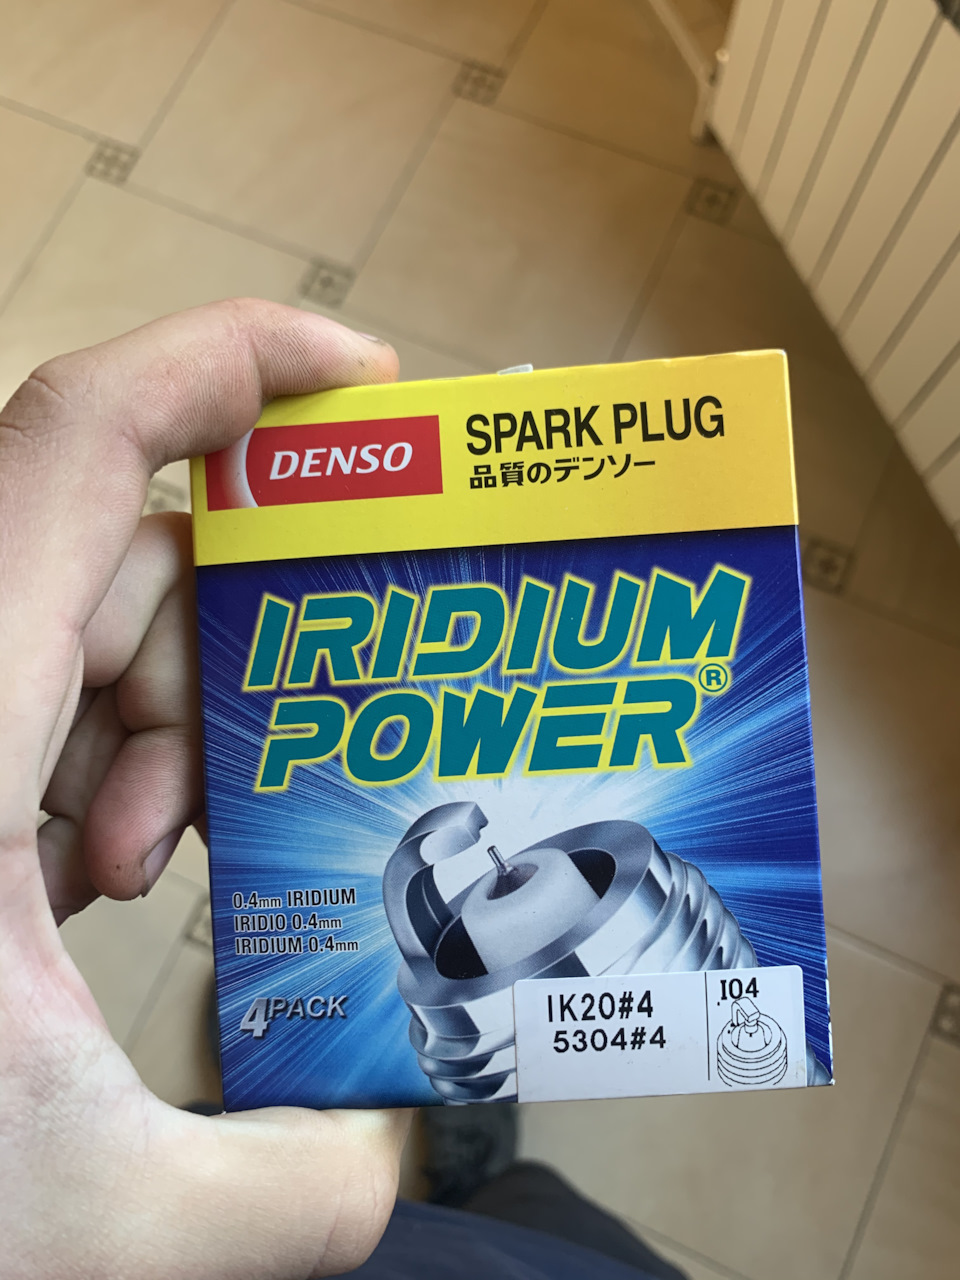 DENSO
SPARK PLUG
品質のデンソー
IRIDIUM
POWER®
0.4mm IRIDIUM
IRIDIO 0.4mm
IRIDIUM 0.4mm
4PACK
IK20#4
5304#4
I04